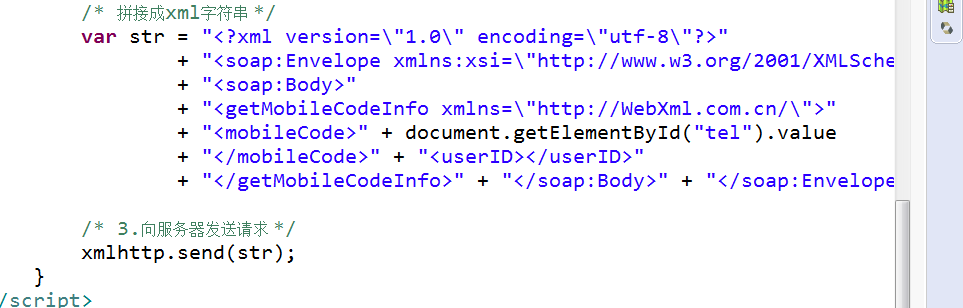 /* 拼接成xml字符串 */
var str = "<?xml version=\"1.0\" encoding=\"utf-8\"?>"
+ "<soap:Envelope xmlns:xsi=\"http://www.w3.org/2001/XMLSche
+ "<soap:Body>"
+ "<getMobileCodeInfo xmlns=\"http://WebXml.com.cn/\">"
+ "<mobileCode>" + document.getElementById("tel").value
+ "</mobileCode>" + "<userID></userID>"
+ "</getMobileCodeInfo>" + "</soap:Body>" + "</soap:Envelope
/* 3.向服务器发送请求 */
xmlhttp.send(str);
}
/script>